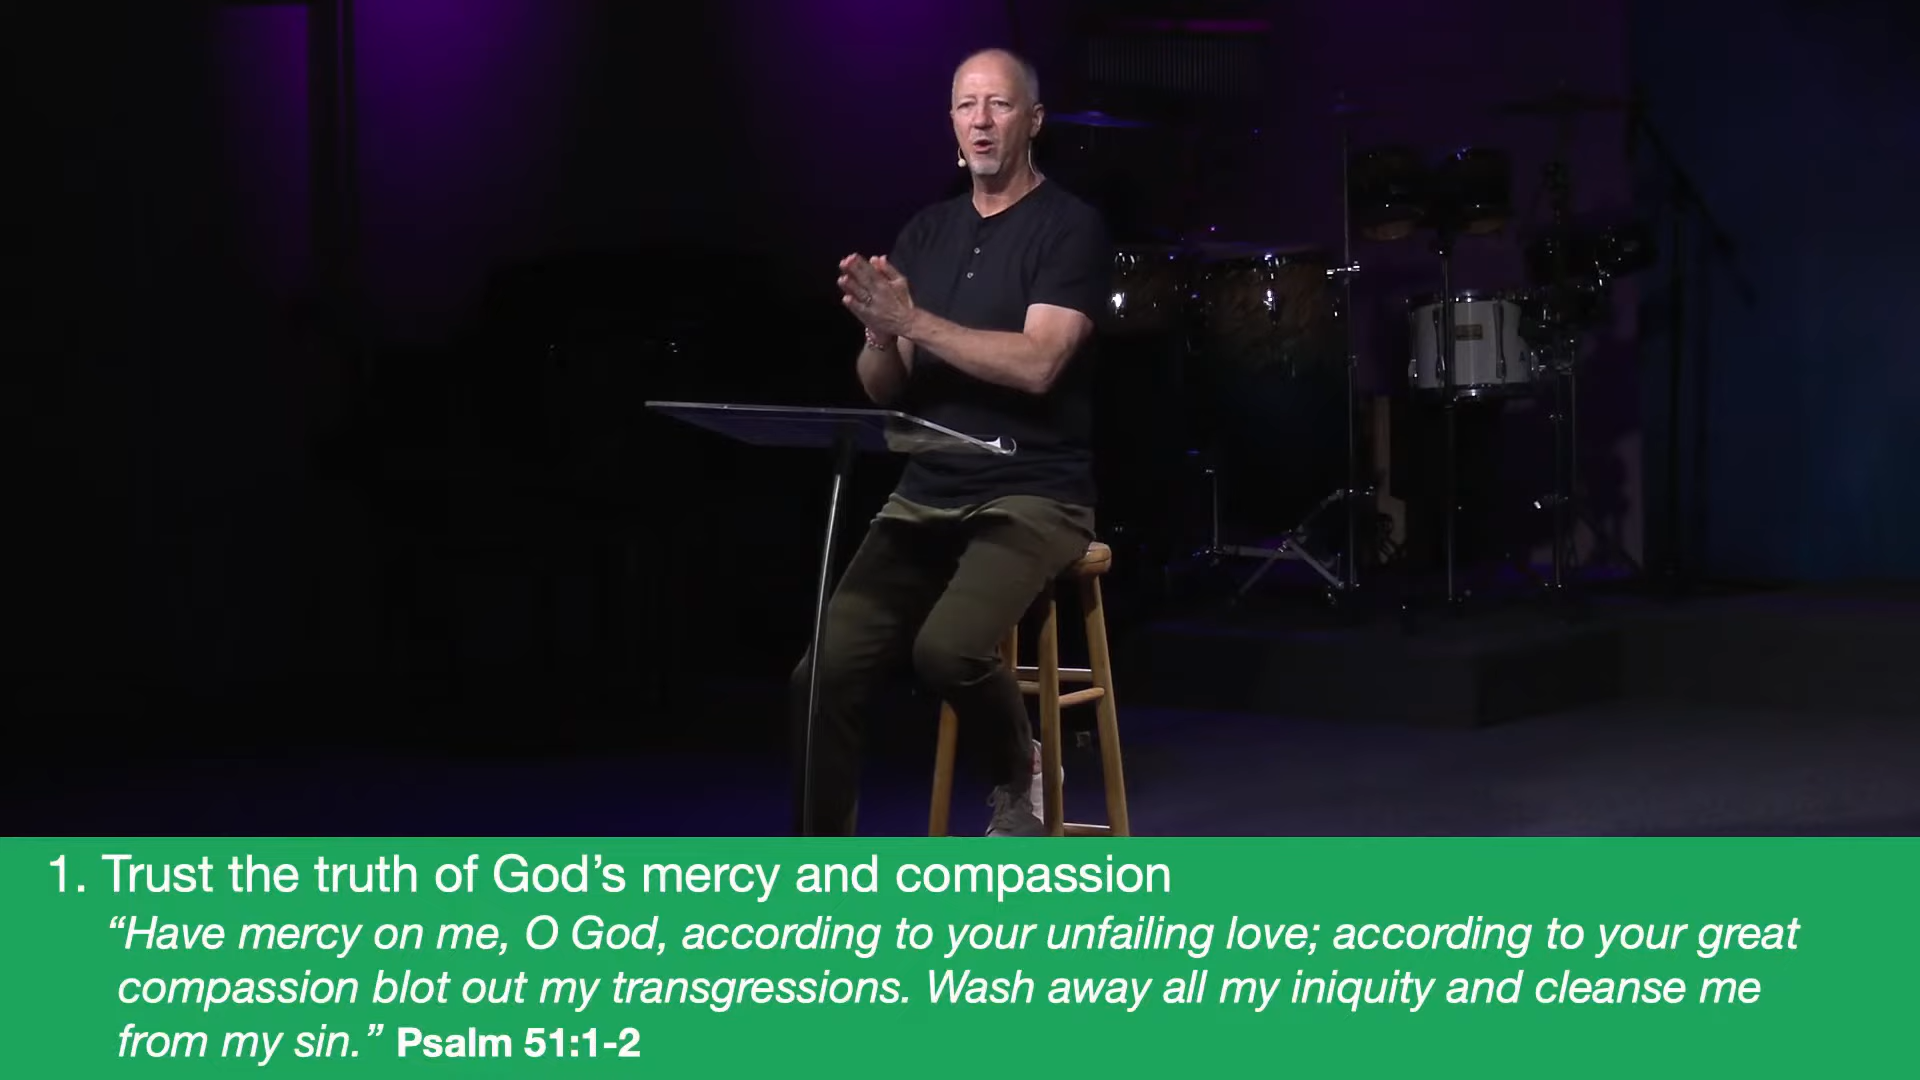 1. Trust the truth of God’s mercy and compassion
“Have mercy on me, O God, according to your unfailing love; according to your great
compassion blot out my transgressions. Wash away all my iniquity and cleanse me
from my sin.” Psalm 51:1-2